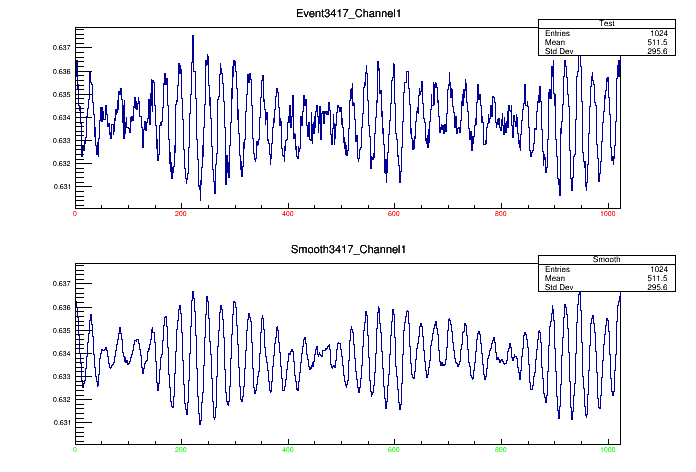 Event3417_Channel1
Test
Entries 1024
Mean 511.5
Std Dev 295.6
0.637
0.636
0.635
0.634
0.633
0.632
0.631
0 200 400 600 800 1000
Smooth3417_Channel1
Smooth
Entries 1024
Mean 511.5
Std Dev 295.6
0.637
0.636
0.635
0.634
0.633
0.632
0.631
0 200 400 600 800 1000